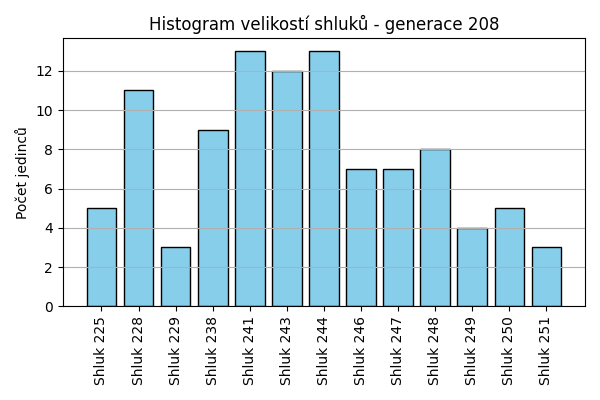 Histogram velikostí shluků - generace 208
Počet jedinců
12
10
8
6
4
2
0
Shluk 225
Shluk 228
Shluk 229
Shluk 238
Shluk 241
Shluk 243
Shluk 244
Shluk 246
Shluk 247
Shluk 248
Shluk 249
Shluk 250
Shluk 251